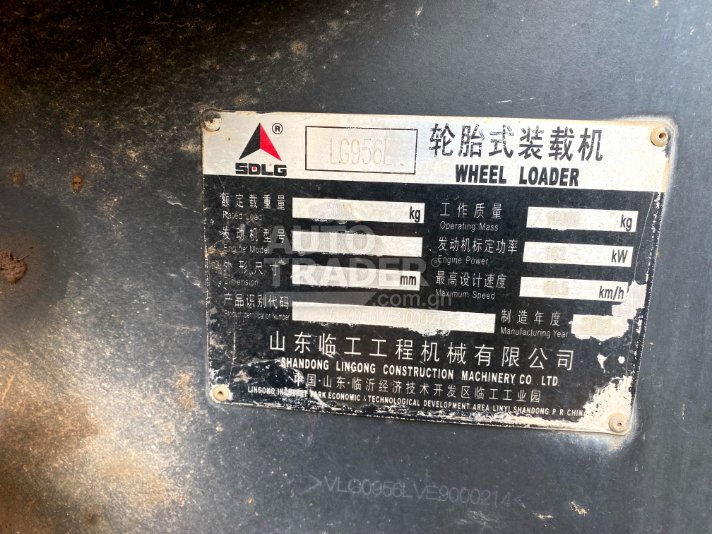 ®
SDLG
LG956L
轮胎式装载机
WHEEL LOADER
额定载重量 kg
Rated Load
工作质量 kg
Operating Mass
发动机型号
Engine Model
发动机标定功率 162 kW
Engine Power
外形尺寸 mm
Dimension
最高设计速度 km/h
Maximum Speed
产品识别代码
Product Identification Number
制造年度
Manufacturing Year
AUTO
TRADER
.com.gh
山东临工工程机械有限公司
SHANDONG LINGONG CONSTRUCTION MACHINERY CO. LTD
中国·山东·临沂经济技术开发区临工工业园
LINGONG INDUSTRY PARK ECONOMIC & TECHNOLOGICAL DEVELOPMENT AREA LINYI SHANDONG P. R CHINA
>VLG0956LVE9000214<